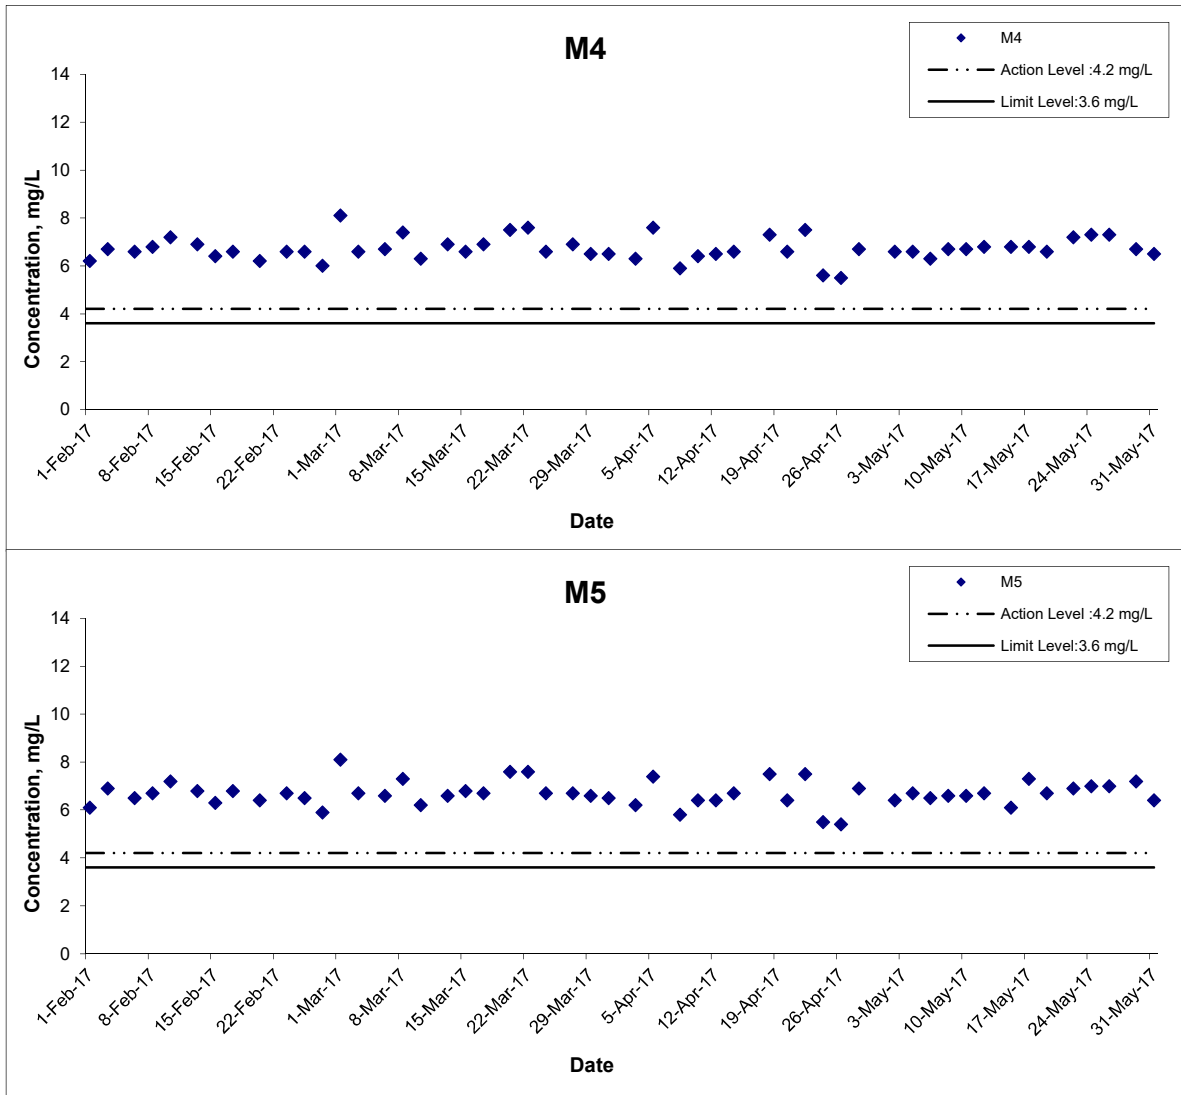 M4
M4
Action Level :4.2 mg/L
Limit Level:3.6 mg/L
Concentration, mg/L
14
12
10
8
6
4
2
0
1-Feb-17
8-Feb-17
15-Feb-17
22-Feb-17
1-Mar-17
8-Mar-17
15-Mar-17
22-Mar-17
29-Mar-17
5-Apr-17
12-Apr-17
19-Apr-17
26-Apr-17
3-May-17
10-May-17
17-May-17
24-May-17
31-May-17
Date
M5
M5
Action Level :4.2 mg/L
Limit Level:3.6 mg/L
Concentration, mg/L
14
12
10
8
6
4
2
0
1-Feb-17
8-Feb-17
15-Feb-17
22-Feb-17
1-Mar-17
8-Mar-17
15-Mar-17
22-Mar-17
29-Mar-17
5-Apr-17
12-Apr-17
19-Apr-17
26-Apr-17
3-May-17
10-May-17
17-May-17
24-May-17
31-May-17
Date